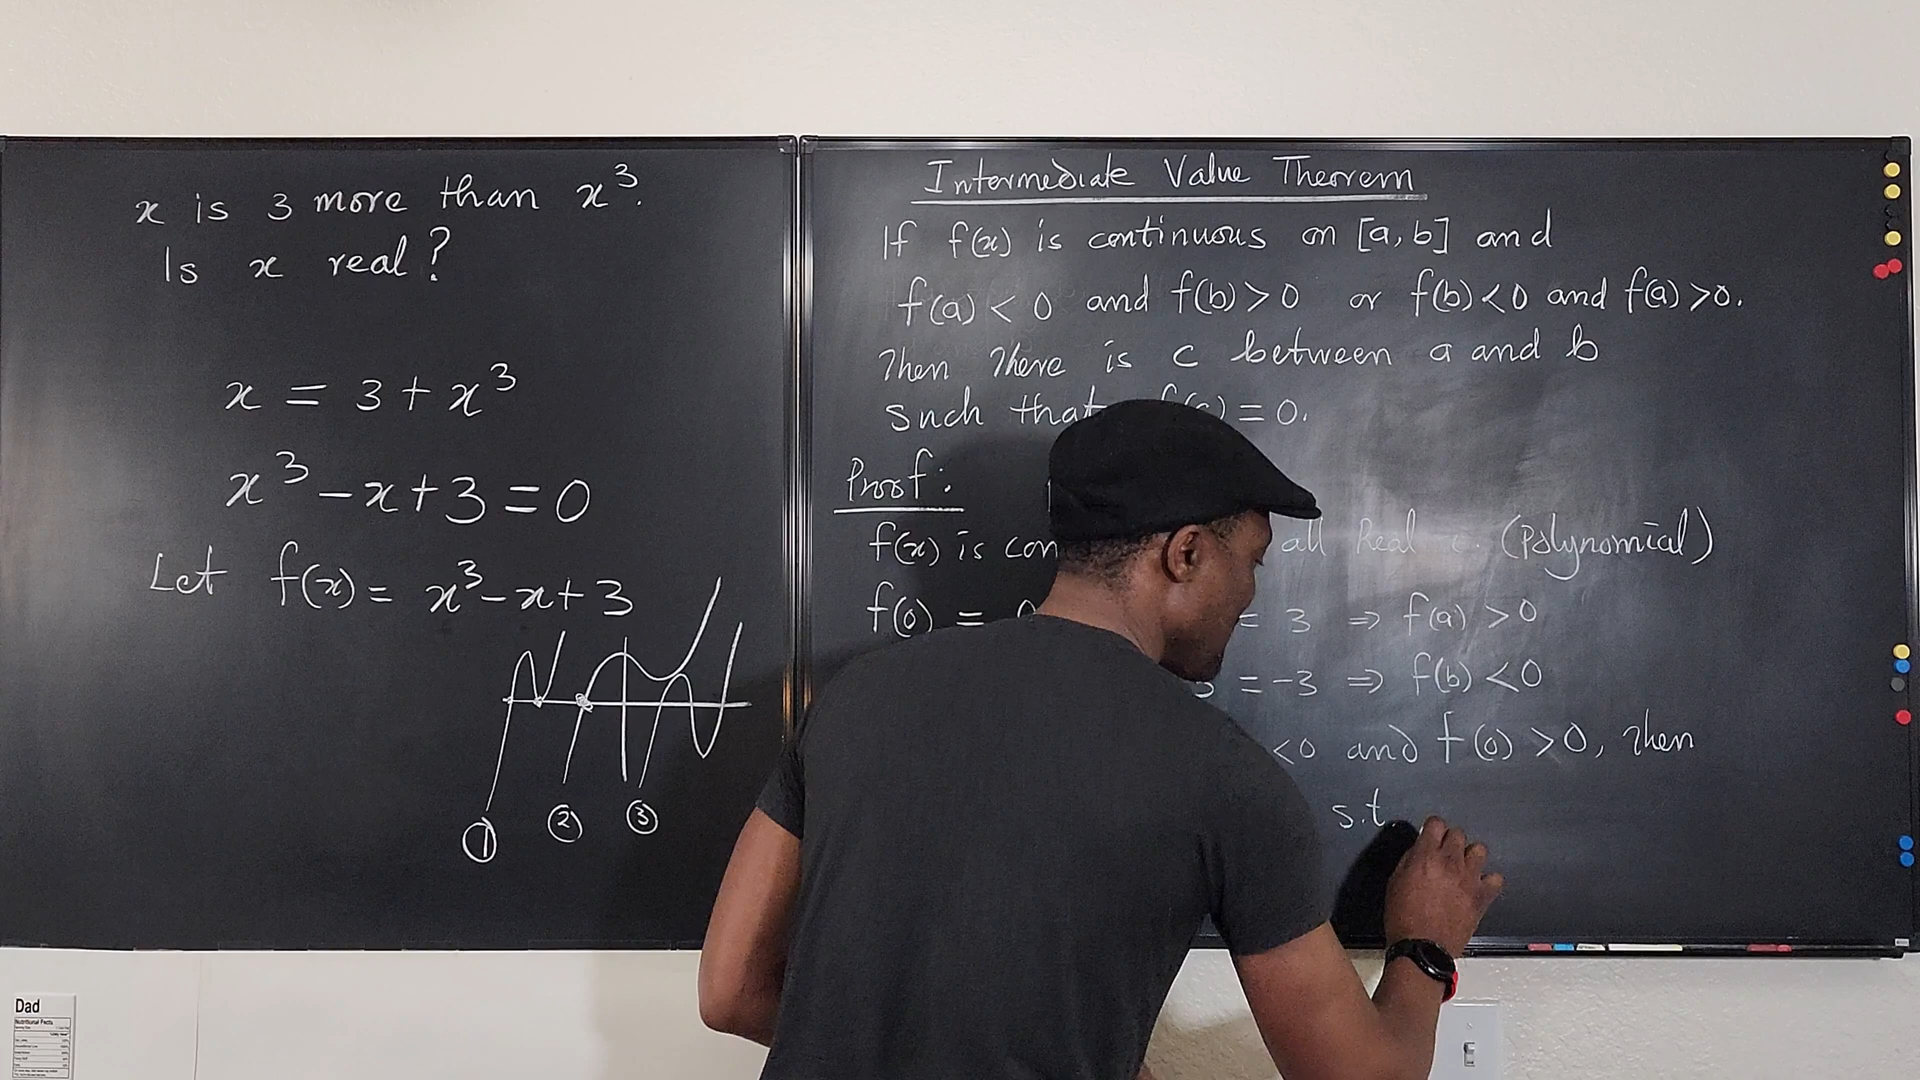 x is 3 more than x³.
Is x real?
x = 3 + x³
x³ - x + 3 = 0
Let f(x) = x³ - x + 3
① ② ③
Intermediate Value Theorem
If f(x) is continuous on [a, b] and
f(a) < 0 and f(b) > 0 or f(b) < 0 and f(a) > 0.
Then There is c between a and b
such that = 0.
Proof:
f(x) is con all Real (Polynomial)
f(0) = 0 = 3 ⇒ f(a) > 0
3 = -3 ⇒ f(b) < 0
< 0 and f(0) > 0, Then
s.t.
Dad
Nutritional Facts